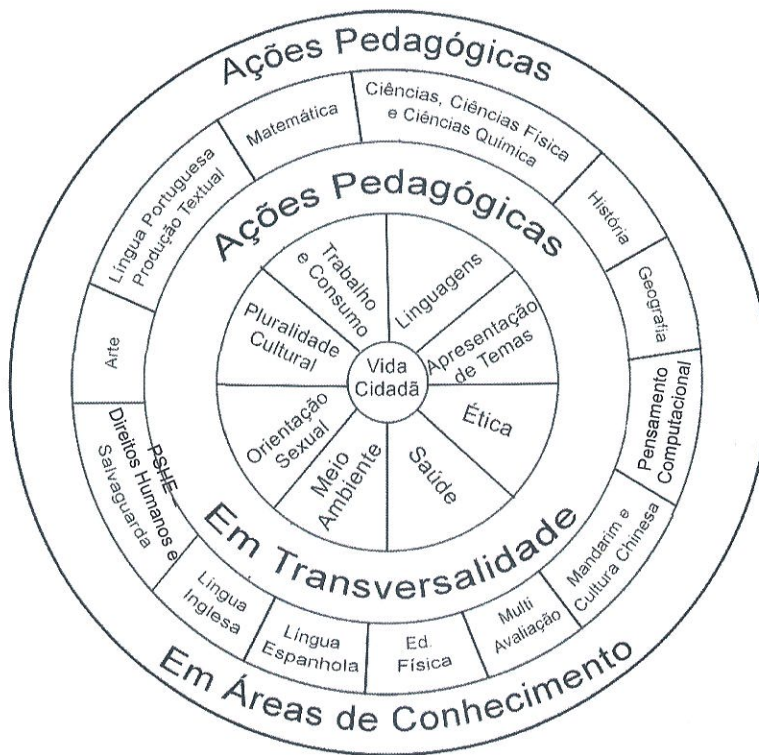 Ações Pedagógicas
Matemática
Ciências, Ciências Física
e Ciências Química
História
Geografia
Pensamento
Computacional
Mandarim e
Cultura Chinesa
Multi
Avaliação
Ed.
Física
Língua
Espanhola
Língua
Inglesa
PSHE –
Direitos Humanos e
Salvaguarda
Arte
Língua Portuguesa
Produção Textual
Em Áreas de Conhecimento
Ações Pedagógicas
Trabalho
e Consumo
Linguagens
Apresentação
de Temas
Ética
Saúde
Meio
Ambiente
Orientação
Sexual
Pluralidade
Cultural
Vida
Cidadã
Em Transversalidade